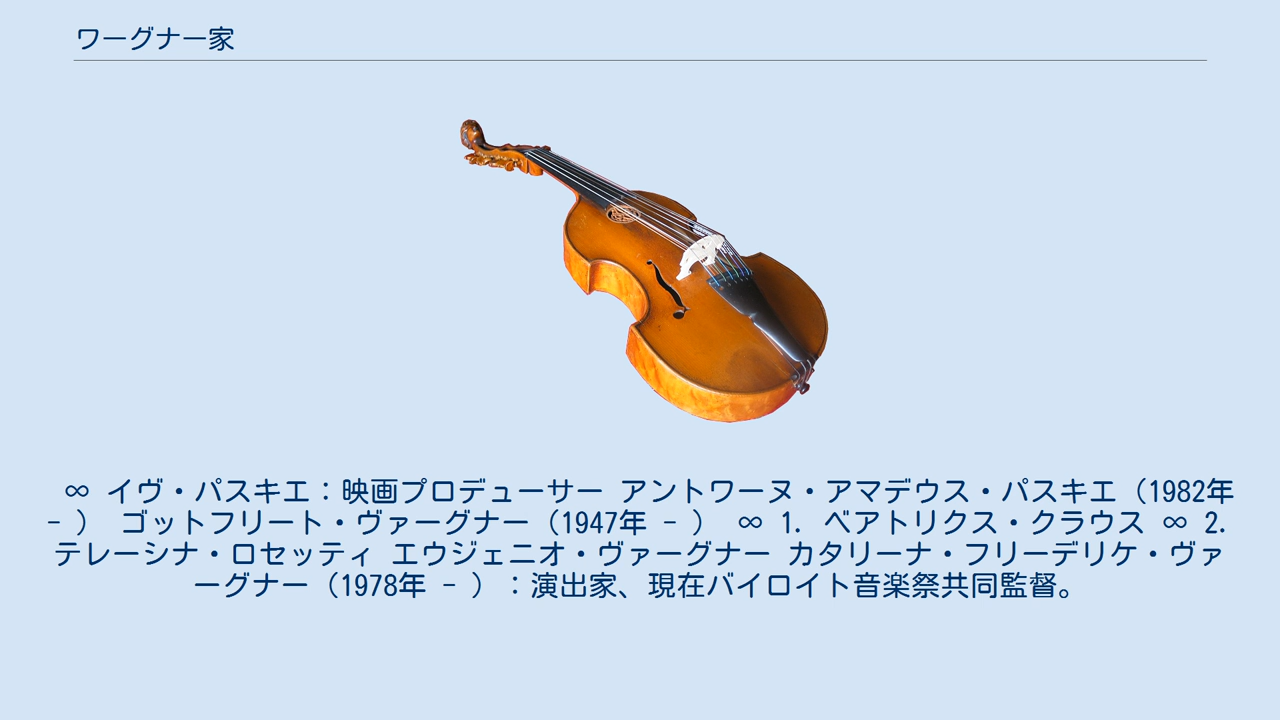 ワーグナー家
∞ イヴ・パスキエ：映画プロデューサー アントワーヌ・アマデウス・パスキエ（1982年
- ） ゴットフリート・ヴァーグナー（1947年 - ） ∞ 1. ベアトリクス・クラウス ∞ 2.
テレーシナ・ロセッティ エウジェニオ・ヴァーグナー カタリーナ・フリーデリケ・ヴァ
ーグナー（1978年 - ）：演出家、現在バイロイト音楽祭共同監督。